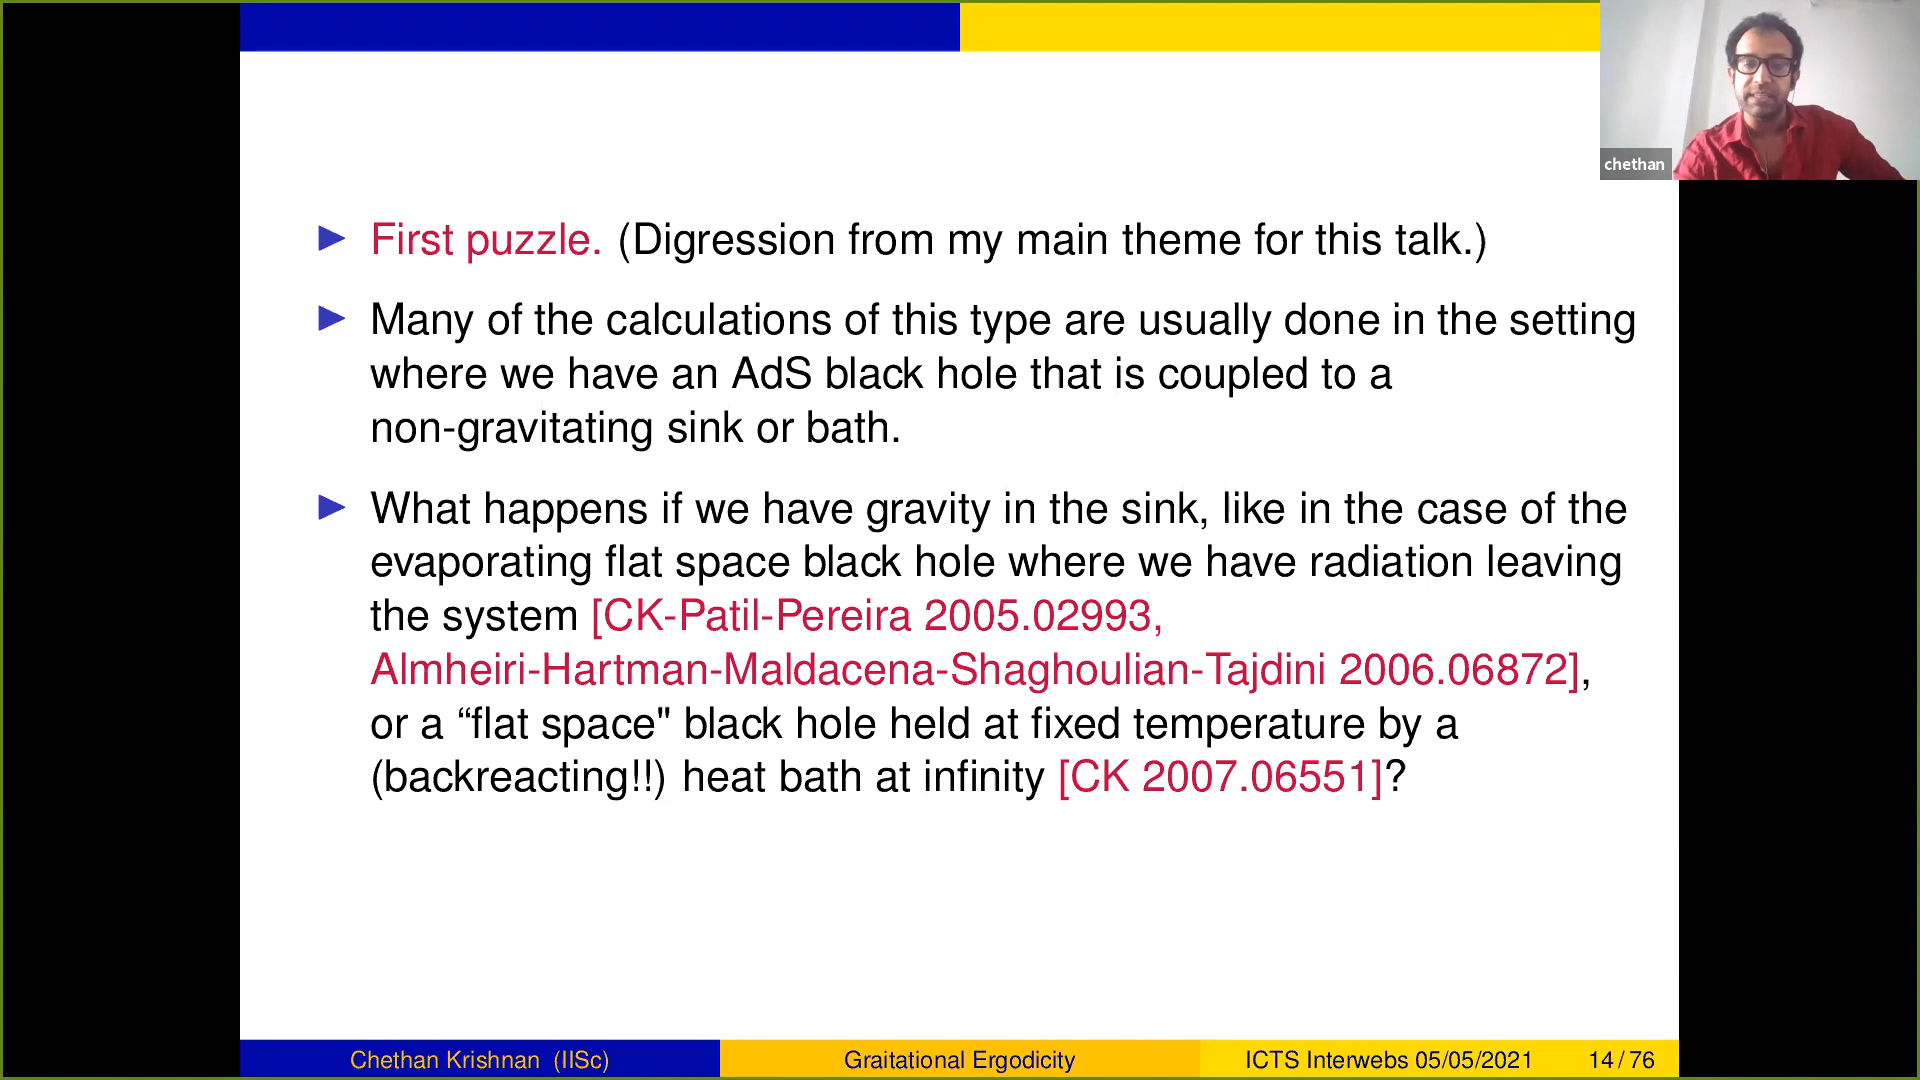 chethan
First puzzle. (Digression from my main theme for this talk.)
Many of the calculations of this type are usually done in the setting
where we have an AdS black hole that is coupled to a
non-gravitating sink or bath.
What happens if we have gravity in the sink, like in the case of the
evaporating flat space black hole where we have radiation leaving
the system [CK-Patil-Pereira 2005.02993,
Almheiri-Hartman-Maldacena-Shaghoulian-Tajdini 2006.06872],
or a “flat space" black hole held at fixed temperature by a
(backreacting!!) heat bath at infinity [CK 2007.06551]?
Chethan Krishnan (IISc) Graitational Ergodicity ICTS Interwebs 05/05/2021 14 / 76